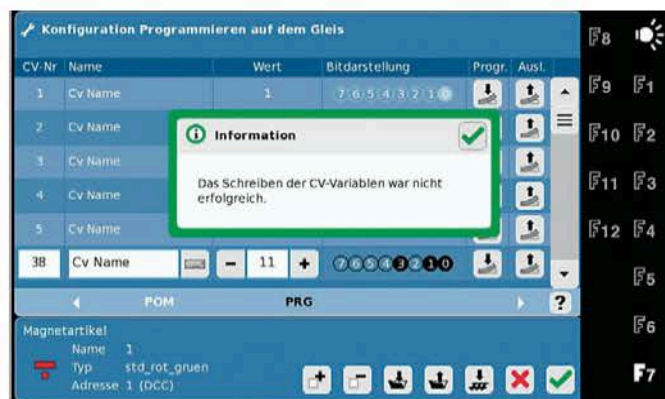 Konfiguration Programmieren auf dem Gleis
CV-Nr Name Wert Bitdarstellung Progr. Ausl.
1 Cv Name 1 7 6 5 4 3 2 1 0
2 Cv Name
Information
3 Cv Name
Das Schreiben der CV-Variablen war nicht
erfolgreich.
4 Cv Name
5 Cv Name
38 Cv Name - 11 + 7 6 5 4 3 2 1 0
POM PRG ?
Magnetartikel
Name 1
Typ std_rot_gruen
Adresse 1 (DCC)
F8
F9 F1
F10 F2
F11 F3
F12 F4
F5
F6
F7